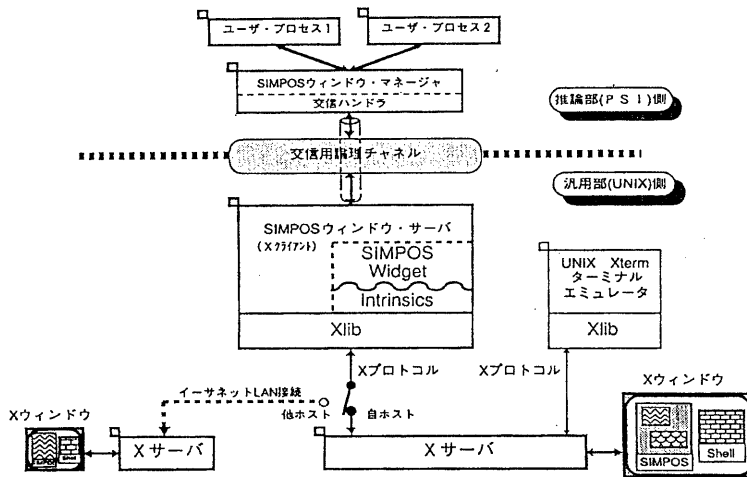 ユーザ・プロセス1
ユーザ・プロセス2
SIMPOSウィンドウ・マネージャ
交信ハンドラ
推論部(PSI)側
交信用論理チャネル
汎用部(UNIX)側
SIMPOSウィンドウ・サーバ
(Xクライアント)
SIMPOS
Widget
Intrinsics
Xlib
UNIX Xterm
ターミナル
エミュレータ
Xlib
Xプロトコル
Xプロトコル
イーサネットLAN接続
他ホスト
自ホスト
Xウィンドウ
Xウィンドウ
Shell
Xサーバ
Xサーバ
SIMPOS
Shell